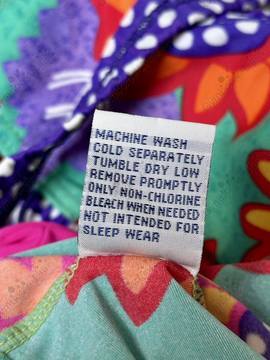 MACHINE WASH
COLD SEPARATELY
TUMBLE DRY LOW
REMOVE PROMPTLY
ONLY NON-CHLORINE
BLEACH WHEN NEEDED
NOT INTENDED FOR
SLEEP WEAR